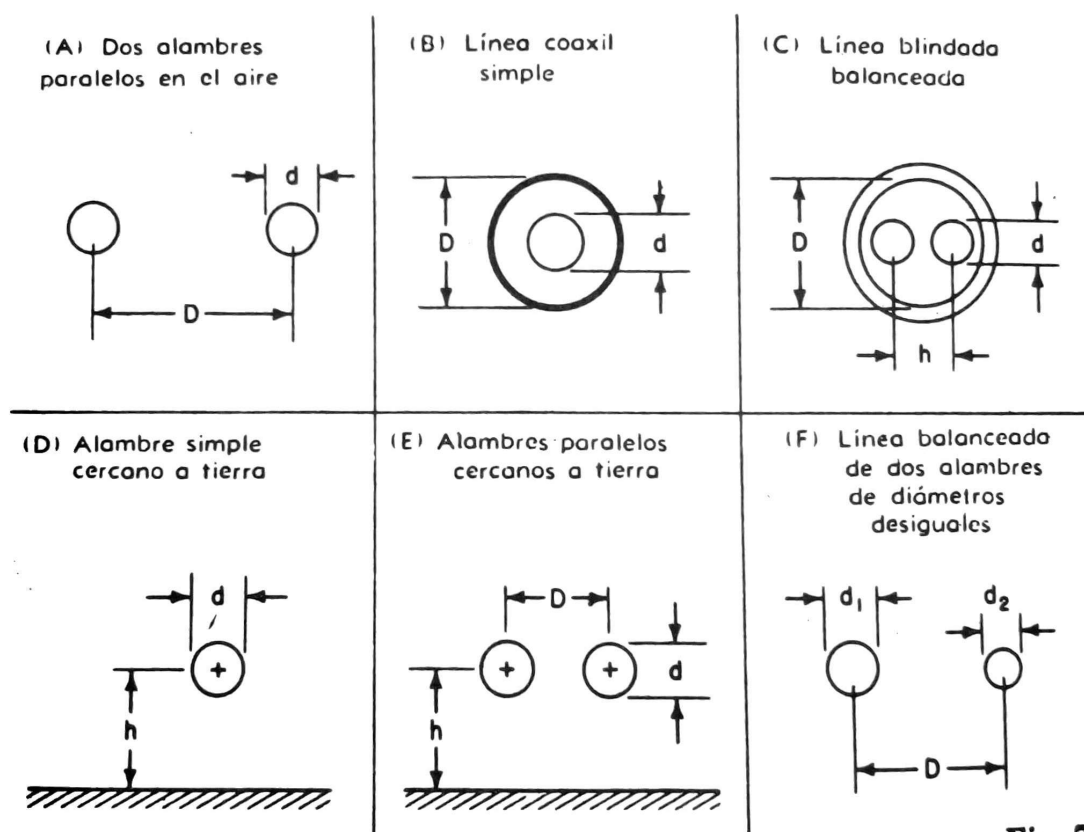 (A) Dos alambres
paralelos en el aire
d
D
(B) Línea coaxil
simple
D
d
(C) Línea blindada
balanceada
D
d
h
(D) Alambre simple
cercano a tierra
d
h
(E) Alambres paralelos
cercanos a tierra
D
d
h
(F) Línea balanceada
de dos alambres
de diámetros
desiguales
d₁
d₂
D